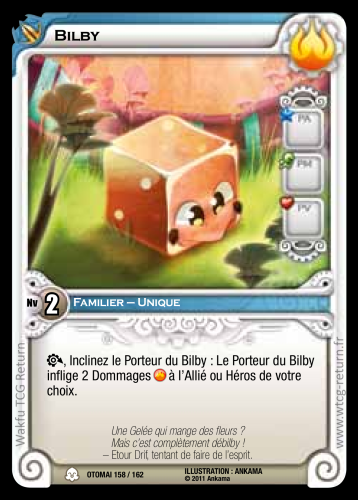 BILBY
PA
PM
PV
Nv 2 FAMILIER – UNIQUE
, Inclinez le Porteur du Bilby : Le Porteur du Bilby
inflige 2 Dommages à l'Allié ou Héros de votre
choix.
Une Gelée qui mange des fleurs ?
Mais c'est complètement débilby !
– Etour Drif, tentant de faire de l'esprit.
OTOMAI 158 / 162
ILLUSTRATION : ANKAMA
© 2011 Ankama
Wakfu TCG Return
www.wtcg-return.fr